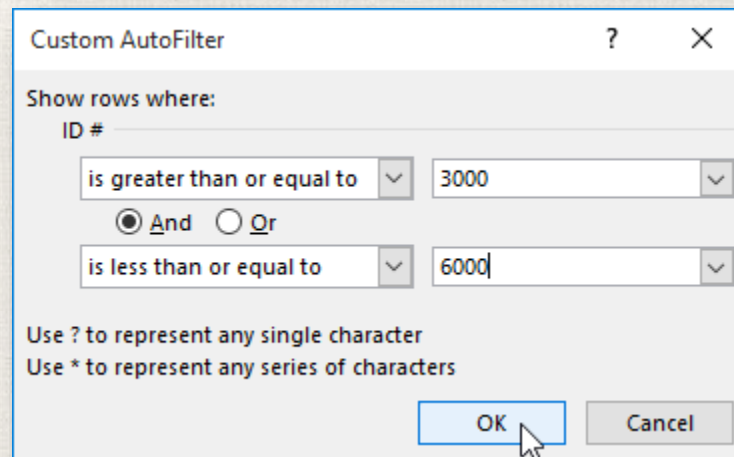 Custom AutoFilter ?
Show rows where:
ID #
is greater than or equal to 3000
And Or
is less than or equal to 6000
Use ? to represent any single character
Use * to represent any series of characters
OK Cancel